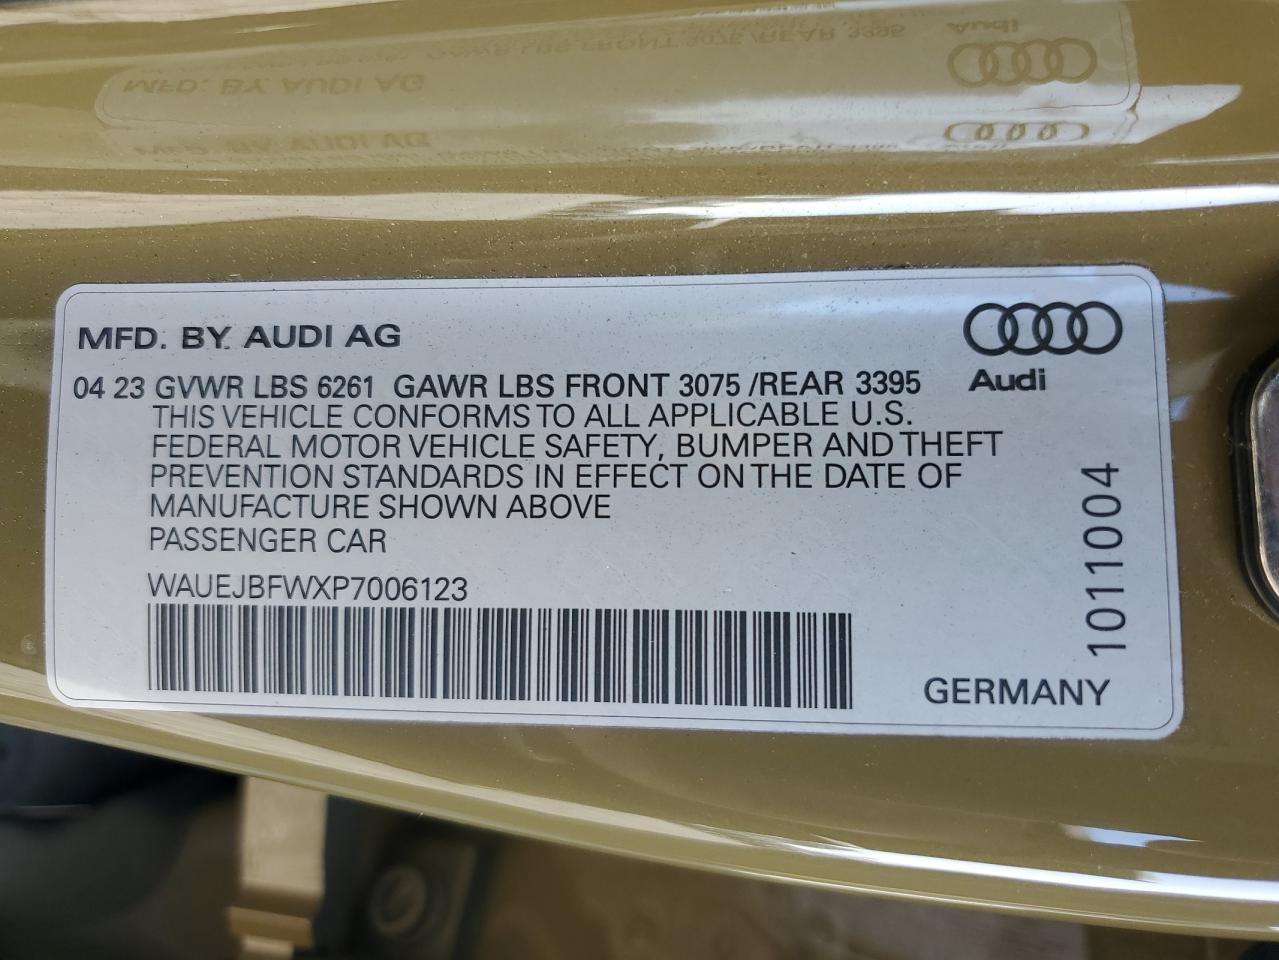 MFD. BY AUDI AG
04 23 GVWR LBS 6261 GAWR LBS FRONT 3075 /REAR 3395
Audi
THIS VEHICLE CONFORMS TO ALL APPLICABLE U.S.
FEDERAL MOTOR VEHICLE SAFETY, BUMPER AND THEFT
PREVENTION STANDARDS IN EFFECT ON THE DATE OF
MANUFACTURE SHOWN ABOVE
PASSENGER CAR
WAUEJBFWXP7006123
GERMANY
1011004